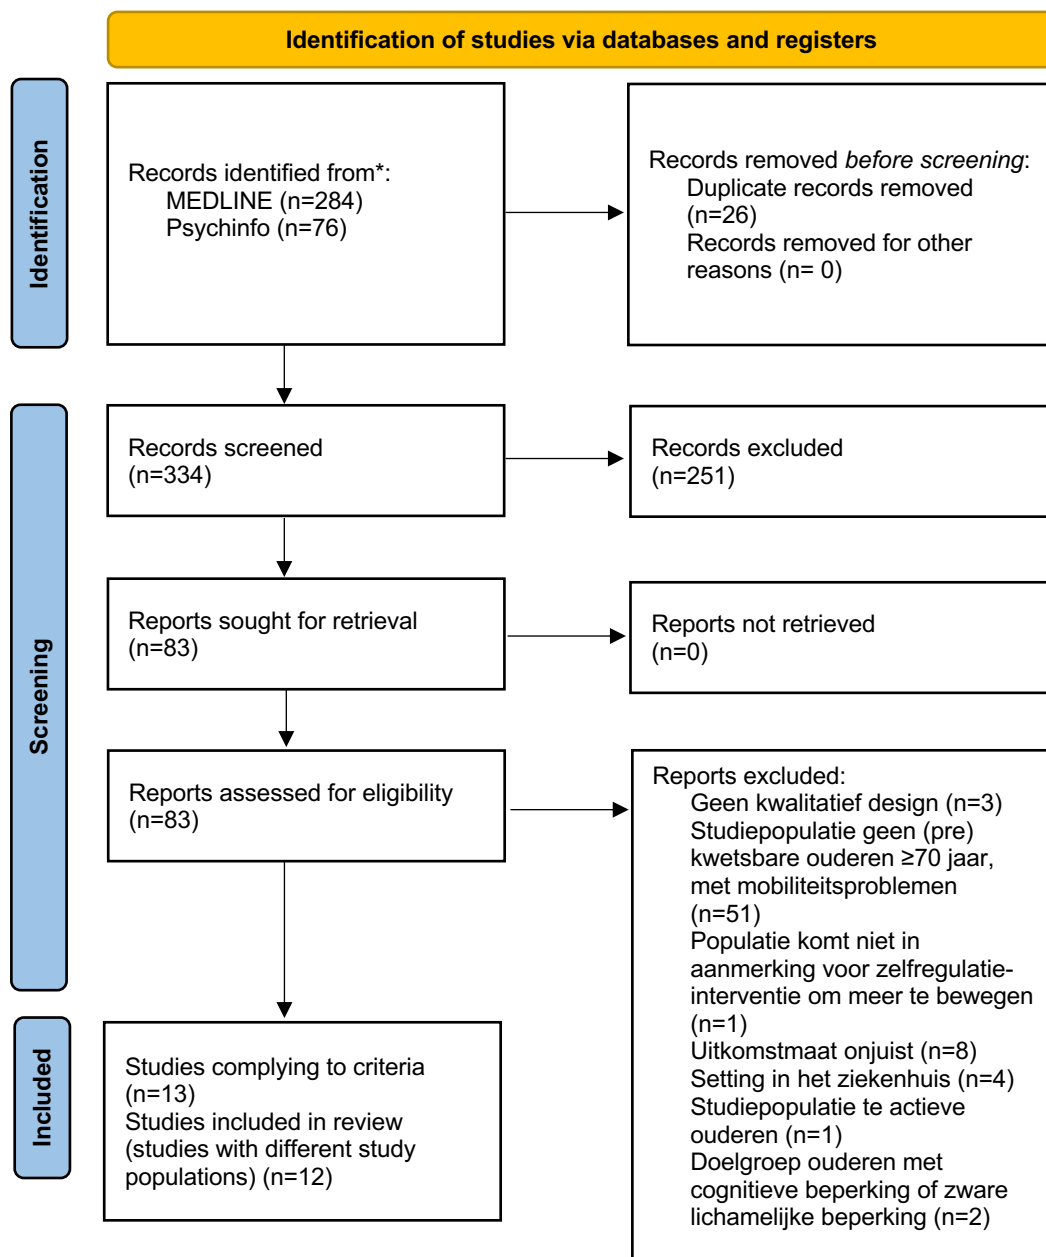 Identification of studies via databases and registers
Identification
Records identified from*:
MEDLINE (n=284)
Psychinfo (n=76)
Records removed before screening:
Duplicate records removed
(n=26)
Records removed for other
reasons (n= 0)
Screening
Records screened
(n=334)
Records excluded
(n=251)
Reports sought for retrieval
(n=83)
Reports not retrieved
(n=0)
Reports assessed for eligibility
(n=83)
Reports excluded:
Geen kwalitatief design (n=3)
Studiepopulatie geen (pre)
kwetsbare ouderen ≥70 jaar,
met mobiliteitsproblemen
(n=51)
Populatie komt niet in
aanmerking voor zelfregulatie-
interventie om meer te bewegen
(n=1)
Uitkomstmaat onjuist (n=8)
Setting in het ziekenhuis (n=4)
Studiepopulatie te actieve
ouderen (n=1)
Doelgroep ouderen met
cognitieve beperking of zware
lichamelijke beperking (n=2)
Included
Studies complying to criteria
(n=13)
Studies included in review
(studies with different study
populations) (n=12)